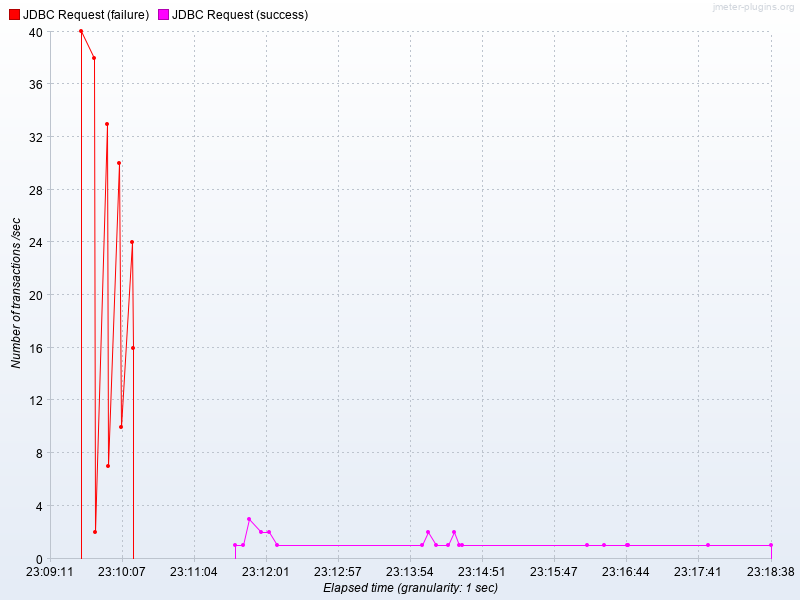 JDBC Request (failure) JDBC Request (success)
jmeter-plugins.org
40
36
32
28
24
20
16
12
8
4
0
Number of transactions /sec
23:09:11 23:10:07 23:11:04 23:12:01 23:12:57 23:13:54 23:14:51 23:15:47 23:16:44 23:17:41 23:18:38
Elapsed time (granularity: 1 sec)